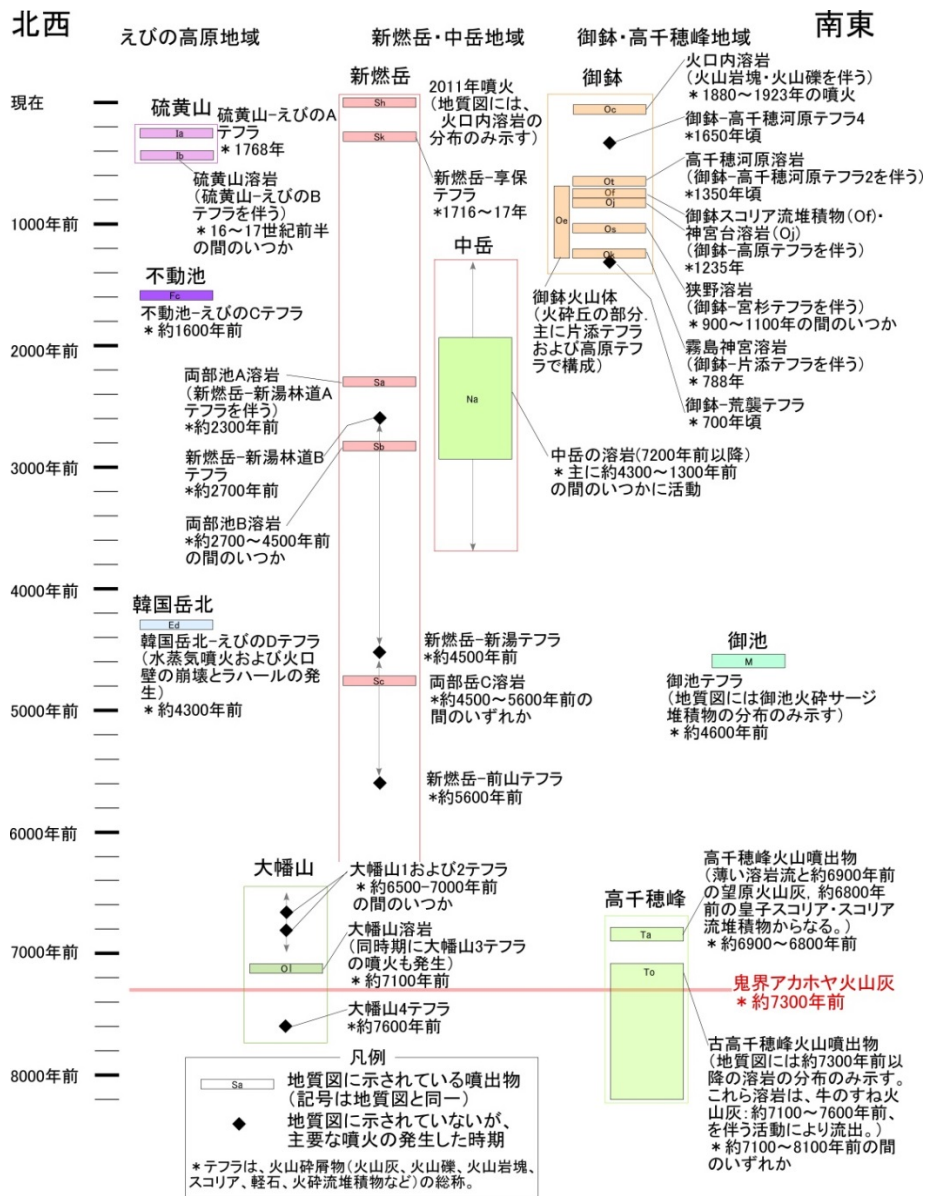 北西
南東
えびの高原地域
新燃岳・中岳地域
御鉢・高千穂峰地域
現在
1000年前
2000年前
3000年前
4000年前
5000年前
6000年前
7000年前
8000年前
硫黄山
Ia
Ib
硫黄山-えびのA
テフラ
*1768年
硫黄山溶岩
(硫黄山-えびのB
テフラを伴う)
*16~17世紀前半
の間のいつか
不動池
Fc
不動池-えびのCテフラ
*約1600年前
両部池A溶岩
(新燃岳-新湯林道A
テフラを伴う)
*約2300年前
新燃岳-新湯林道B
テフラ
*約2700年前
両部池B溶岩
*約2700~4500年前
の間のいつか
韓国岳北
Ed
韓国岳北-えびのDテフラ
(水蒸気噴火および火口
壁の崩壊とラハールの発
生)
*約4300年前
新燃岳
Sh
Sk
Sa
Sb
Sc
2011年噴火
(地質図には、
火口内溶岩の
分布のみ示す)
新燃岳-享保
テフラ
*1716~17年
中岳
Na
中岳の溶岩(7200年前以降)
*主に約4300~1300年前
の間のいつかに活動
新燃岳-新湯テフラ
*約4500年前
両部岳C溶岩
*約4500~5600年前の
間のいずれか
新燃岳-前山テフラ
*約5600年前
大幡山
Ol
大幡山1および2テフラ
*約6500-7000年前
の間のいつか
大幡山溶岩
(同時期に大幡山3テフラ
の噴火も発生)
*約7100年前
大幡山4テフラ
*約7600年前
御鉢
Oc
Ot
Of
Oj
Oe
Os
Ok
火口内溶岩
(火山岩塊・火山礫を伴う)
*1880~1923年の噴火
御鉢-高千穂河原テフラ4
*1650年頃
高千穂河原溶岩
(御鉢-高千穂河原テフラ2を伴う)
*1350年頃
御鉢スコリア流堆積物(Of)・
神宮台溶岩(Oj)
(御鉢-高原テフラを伴う)
*1235年
狭野溶岩
(御鉢-宮杉テフラを伴う)
*900~1100年の間のいつか
霧島神宮溶岩
(御鉢-片添テフラを伴う)
*788年
御鉢-荒襲テフラ
*700年頃
御鉢火山体
(火砕丘の部分.
主に片添テフラ
および高原テフ
ラで構成)
御池
M
御池テフラ
(地質図には御池火砕サージ
堆積物の分布のみ示す)
*約4600年前
高千穂峰
Ta
To
高千穂峰火山噴出物
(薄い溶岩流と約6900年前
の望原火山灰, 約6800年
前の皇子スコリア・スコリア
流堆積物からなる。)
*約6900~6800年前
鬼界アカホヤ火山灰
*約7300年前
古高千穂峰火山噴出物
(地質図には約7300年前以
降の溶岩の分布のみ示す。
これら溶岩は、牛のすね火
山灰:約7100~7600年前、
を伴う活動により流出。)
*約7100~8100年前の間
のいずれか
凡例
Sa
地質図に示されている噴出物
(記号は地質図と同一)
地質図に示されていないが、
主要な噴火の発生した時期
*テフラは、火山砕屑物(火山灰、火山礫、火山岩塊、
スコリア、軽石、火砕流堆積物など)の総称。